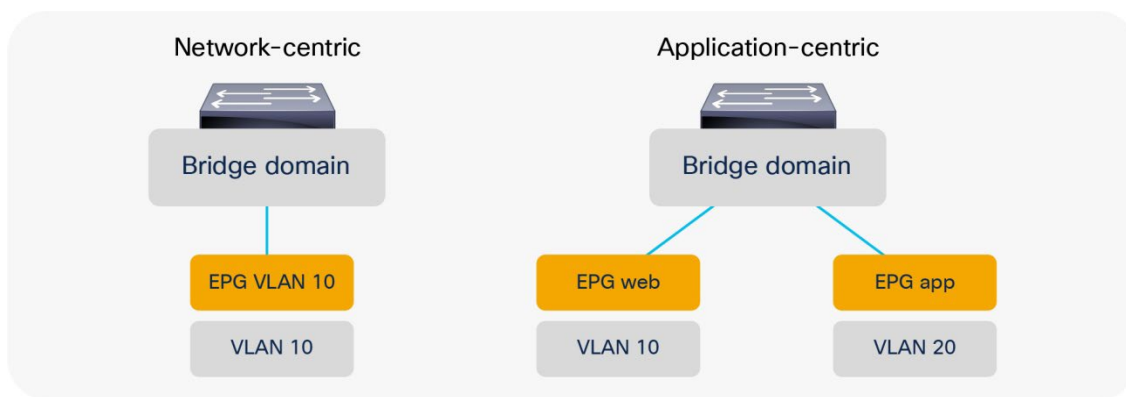 Network-centric
Application-centric
Bridge domain
Bridge domain
EPG VLAN 10
EPG web
EPG app
VLAN 10
VLAN 10
VLAN 20